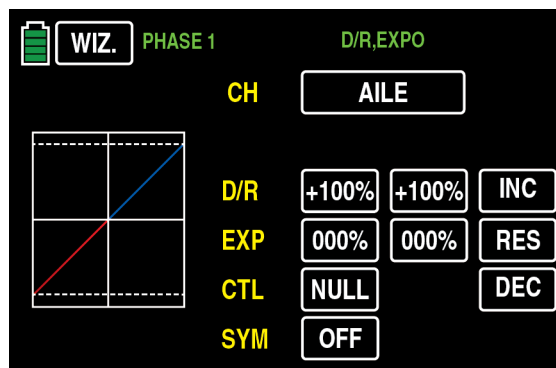 WIZ. PHASE 1 D/R,EXPO
CH AILE
D/R +100% +100% INC
EXP 000% 000% RES
CTL NULL DEC
SYM OFF